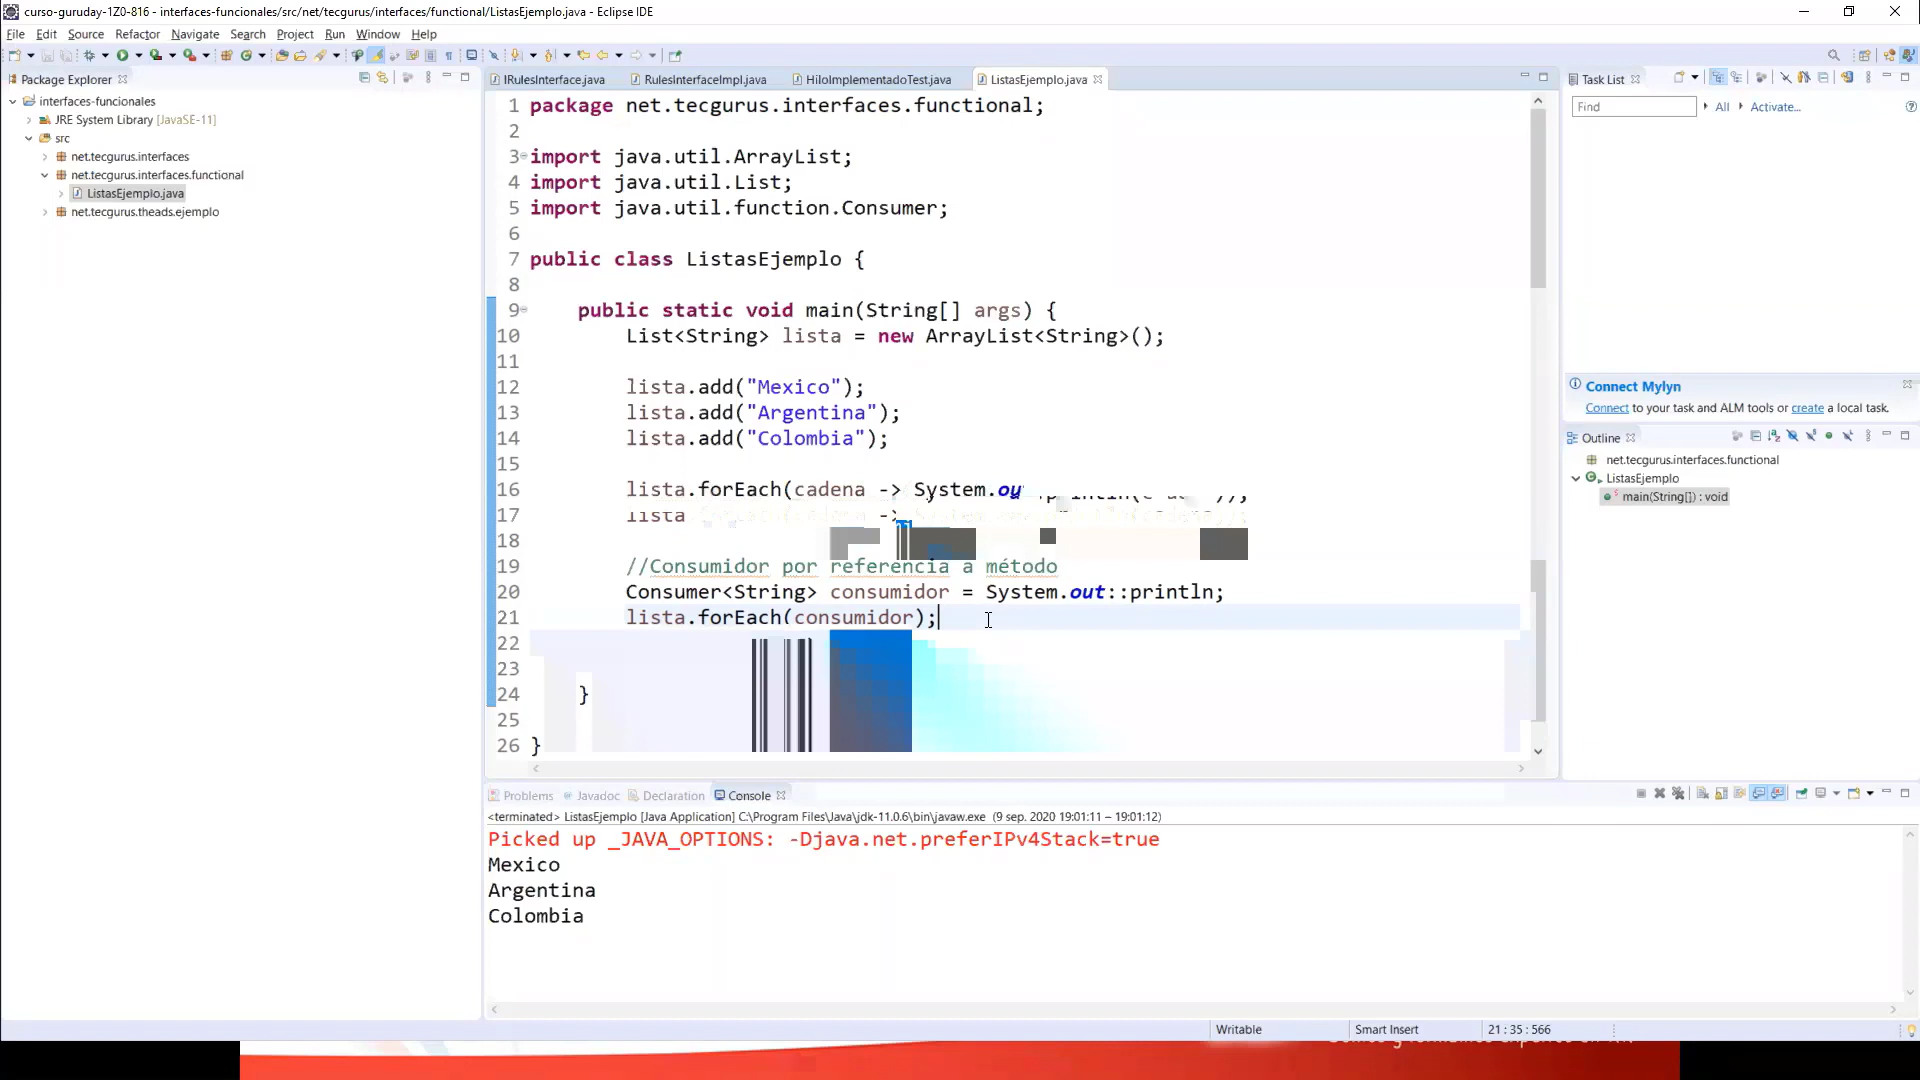 curso-guruday-1Z0-816 - interfaces-funcionales/src/net/tecgurus/interfaces/functional/ListasEjemplo.java - Eclipse IDE
File Edit Source Refactor Navigate Search Project Run Window Help
Package Explorer
interfaces-funcionales
JRE System Library [JavaSE-11]
src
net.tecgurus.interfaces
net.tecgurus.interfaces.functional
ListasEjemplo.java
net.tecgurus.theads.ejemplo
IRulesInterface.java RulesInterfaceImpl.java HiloImplementadoTest.java ListasEjemplo.java
1 package net.tecgurus.interfaces.functional;
2
3 import java.util.ArrayList;
4 import java.util.List;
5 import java.util.function.Consumer;
6
7 public class ListasEjemplo {
8
9 public static void main(String[] args) {
10 List<String> lista = new ArrayList<String>();
11
12 lista.add("Mexico");
13 lista.add("Argentina");
14 lista.add("Colombia");
15
16 lista.forEach(cadena -> System.ou
17 lista
18
19 //Consumidor por referencia a método
20 Consumer<String> consumidor = System.out::println;
21 lista.forEach(consumidor);
22
23
24 }
25
26 }
Task List
Find All Activate...
Connect Mylyn
Connect to your task and ALM tools or create a local task.
Outline
net.tecgurus.interfaces.functional
ListasEjemplo
main(String[]) : void
Problems Javadoc Declaration Console
<terminated> ListasEjemplo [Java Application] C:\Program Files\Java\jdk-11.0.6\bin\javaw.exe (9 sep. 2020 19:01:11 – 19:01:12)
Picked up _JAVA_OPTIONS: -Djava.net.preferIPv4Stack=true
Mexico
Argentina
Colombia
Writable Smart Insert 21 : 35 : 566